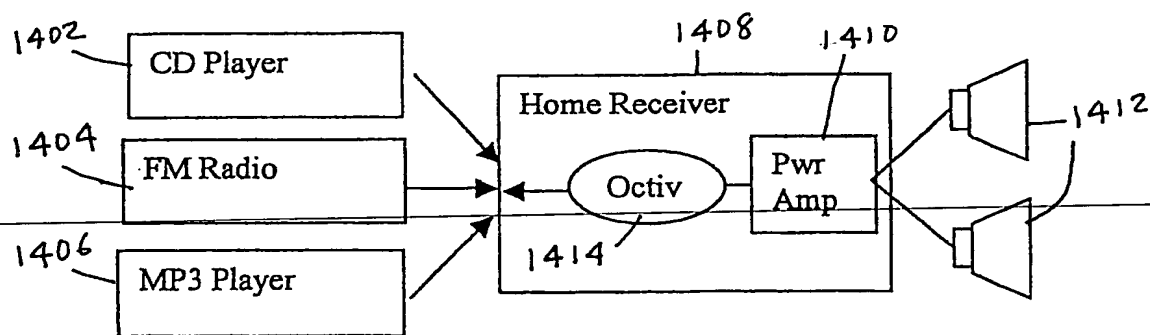 1402
CD Player
1404
FM Radio
1406
MP3 Player
1408
Home Receiver
1410
Pwr
Amp
Octiv
1414
1412